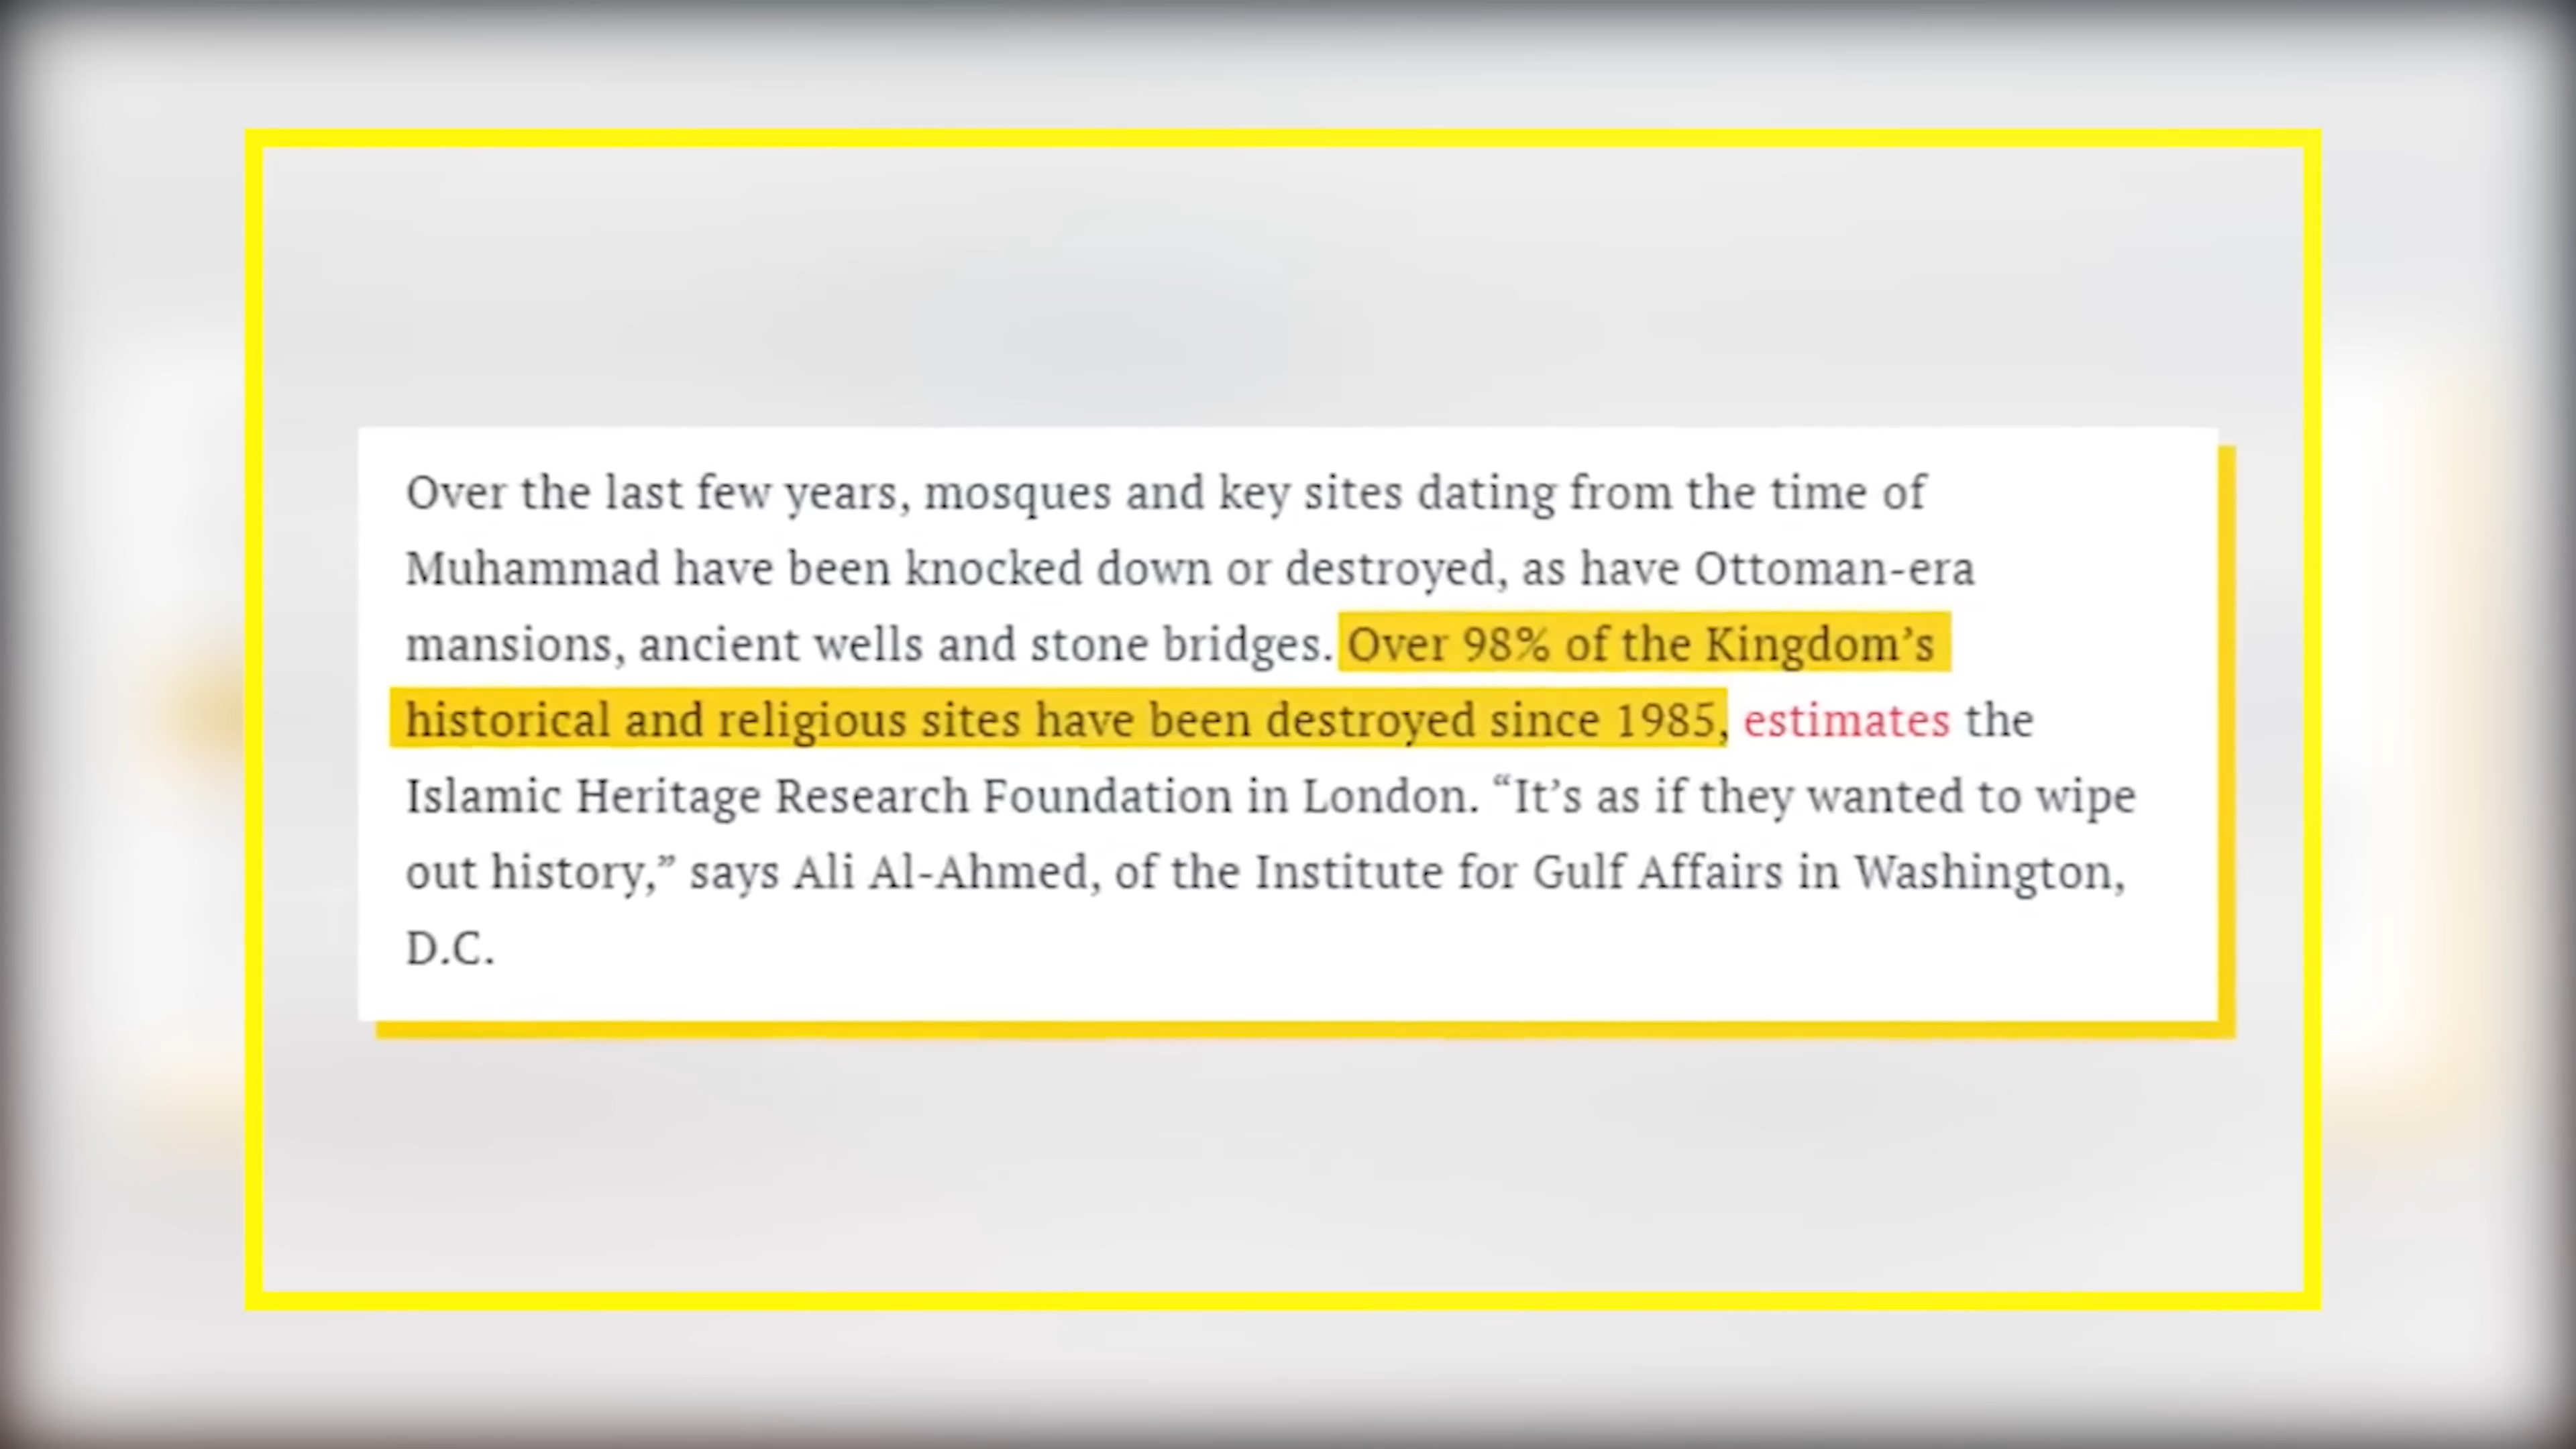 Over the last few years, mosques and key sites dating from the time of
Muhammad have been knocked down or destroyed, as have Ottoman-era
mansions, ancient wells and stone bridges. Over 98% of the Kingdom’s
historical and religious sites have been destroyed since 1985, estimates the
Islamic Heritage Research Foundation in London. “It’s as if they wanted to wipe
out history,” says Ali Al-Ahmed, of the Institute for Gulf Affairs in Washington,
D.C.